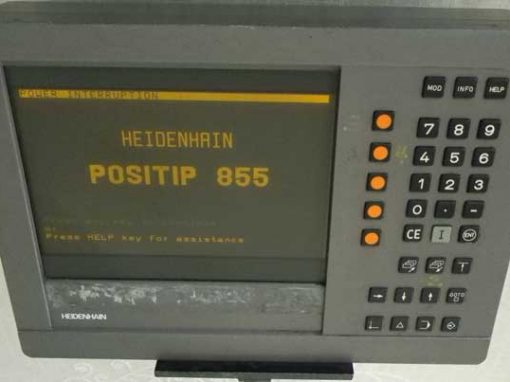 POWER INTERRUPTION
HEIDENHAIN
POSITIP 855
Press HELP key for assistance
HEIDENHAIN
MOD INFO HELP
7 8 9
4 5 6
1 2 3
0 . -
CE I ENT
T
GOTO